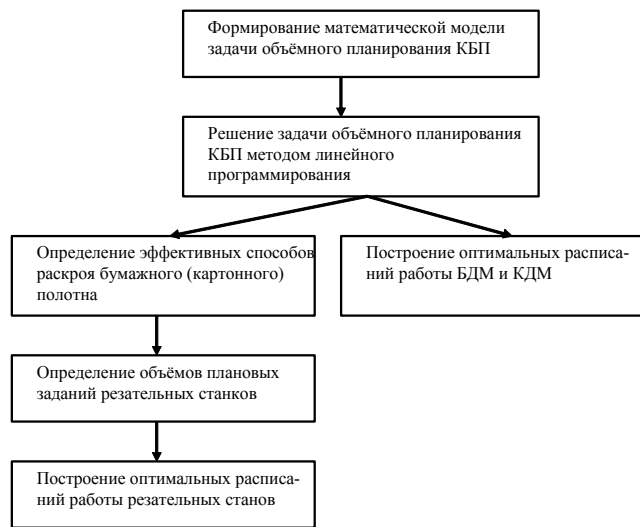 Формирование математической модели
задачи объёмного планирования КБП
Решение задачи объёмного планирования
КБП методом линейного
программирования
Определение эффективных способов
раскроя бумажного (картонного)
полотна
Построение оптимальных расписа-
ний работы БДМ и КДМ
Определение объёмов плановых
заданий резательных станков
Построение оптимальных расписа-
ний работы резательных станов